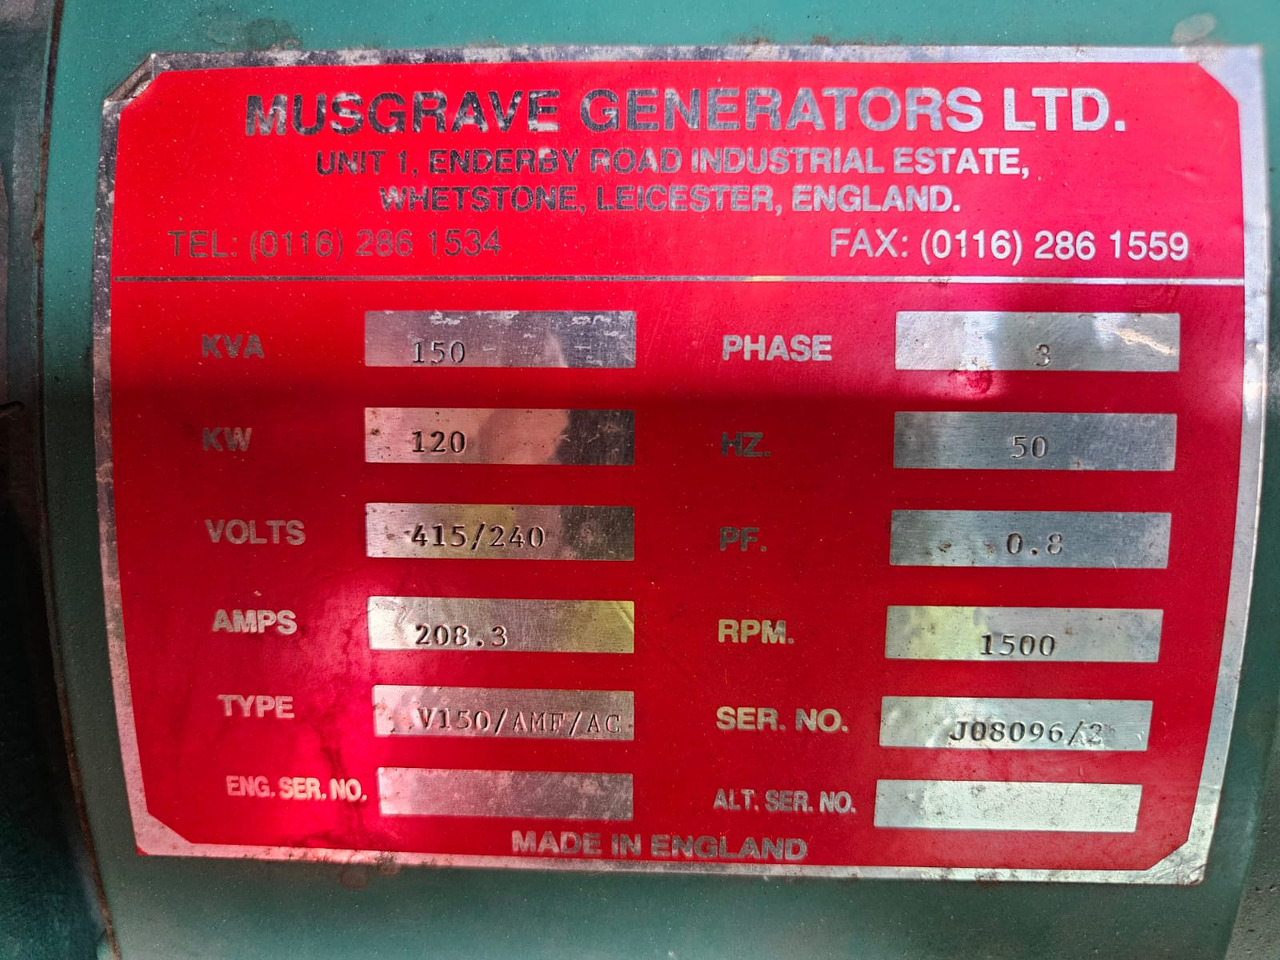 MUSGRAVE GENERATORS LTD.
UNIT 1, ENDERBY ROAD INDUSTRIAL ESTATE,
WHETSTONE, LEICESTER, ENGLAND.
TEL: (0116) 286 1534 FAX: (0116) 286 1559
KVA 150 PHASE 3
KW 120 HZ. 50
VOLTS 415/240 PF. 0.8
AMPS 208.3 RPM. 1500
TYPE V150/AMF/AC SER. NO. J08096/2
ENG. SER. NO. ALT. SER. NO.
MADE IN ENGLAND